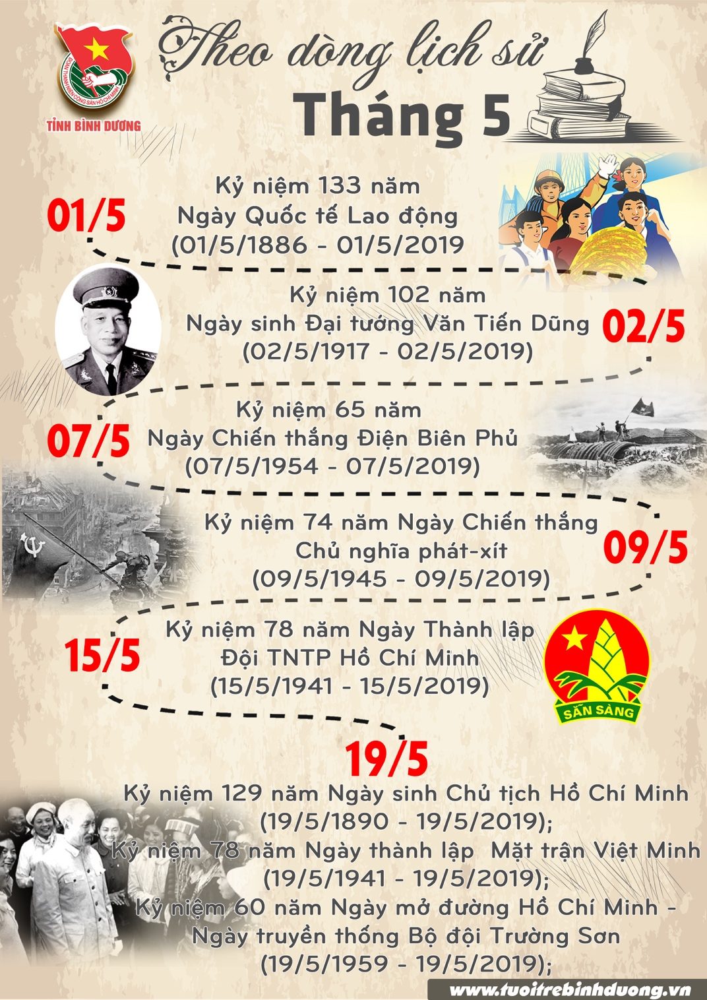 Theo dòng lịch sử
Tháng 5
ĐOÀN THANH NIÊN CỘNG SẢN HỒ CHÍ MINH
TỈNH BÌNH DƯƠNG
01/5
Kỷ niệm 133 năm
Ngày Quốc tế Lao động
(01/5/1886 - 01/5/2019
02/5
Kỷ niệm 102 năm
Ngày sinh Đại tướng Văn Tiến Dũng
(02/5/1917 - 02/5/2019)
07/5
Kỷ niệm 65 năm
Ngày Chiến thắng Điện Biên Phủ
(07/5/1954 - 07/5/2019)
09/5
Kỷ niệm 74 năm Ngày Chiến thắng
Chủ nghĩa phát-xít
(09/5/1945 - 09/5/2019)
15/5
Kỷ niệm 78 năm Ngày Thành lập
Đội TNTP Hồ Chí Minh
(15/5/1941 - 15/5/2019)
SẴN SÀNG
19/5
Kỷ niệm 129 năm Ngày sinh Chủ tịch Hồ Chí Minh
(19/5/1890 - 19/5/2019);
Kỷ niệm 78 năm Ngày thành lập Mặt trận Việt Minh
(19/5/1941 - 19/5/2019);
Kỷ niệm 60 năm Ngày mở đường Hồ Chí Minh -
Ngày truyền thống Bộ đội Trường Sơn
(19/5/1959 - 19/5/2019);
www.tuoitrebinhduong.vn